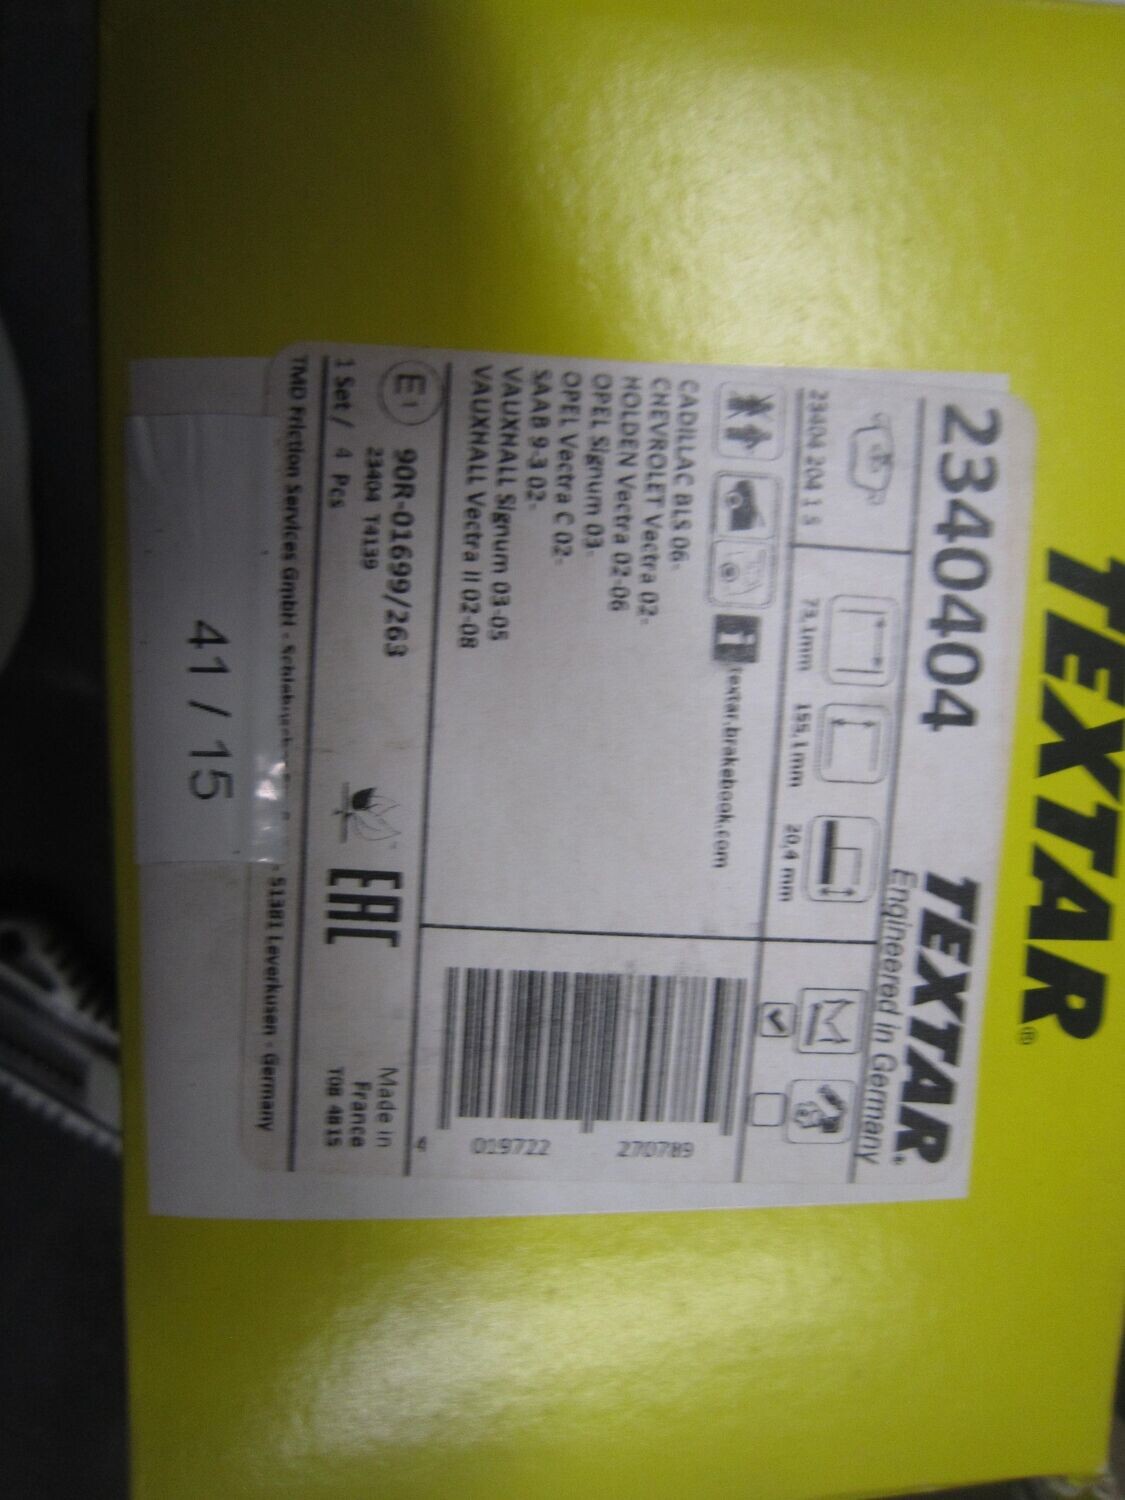 TEXTAR®
23404404
TEXTAR®
Engineered in Germany
23404 204 1 5
73,1mm
155,1mm
20,4 mm
textar.brakebook.com
CADILLAC BLS 06-
CHEVROLET Vectra 02-
HOLDEN Vectra 02-06
OPEL Signum 03-
OPEL Vectra C 02-
SAAB 9-3 02-
VAUXHALL Signum 03-05
VAUXHALL Vectra II 02-08
4 019722 270789
E1
90R-01699/263
23404 T4139
1 Set / 4 Pcs
EAC
Made in
France
T08 4815
TMD Friction Services GmbH - 51381 Leverkusen - Germany
41 / 15